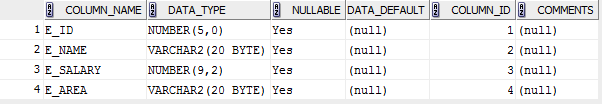 COLUMN_NAME DATA_TYPE NULLABLE DATA_DEFAULT COLUMN_ID COMMENTS
1 E_ID NUMBER(5,0) Yes (null) 1 (null)
2 E_NAME VARCHAR2(20 BYTE) Yes (null) 2 (null)
3 E_SALARY NUMBER(9,2) Yes (null) 3 (null)
4 E_AREA VARCHAR2(20 BYTE) Yes (null) 4 (null)